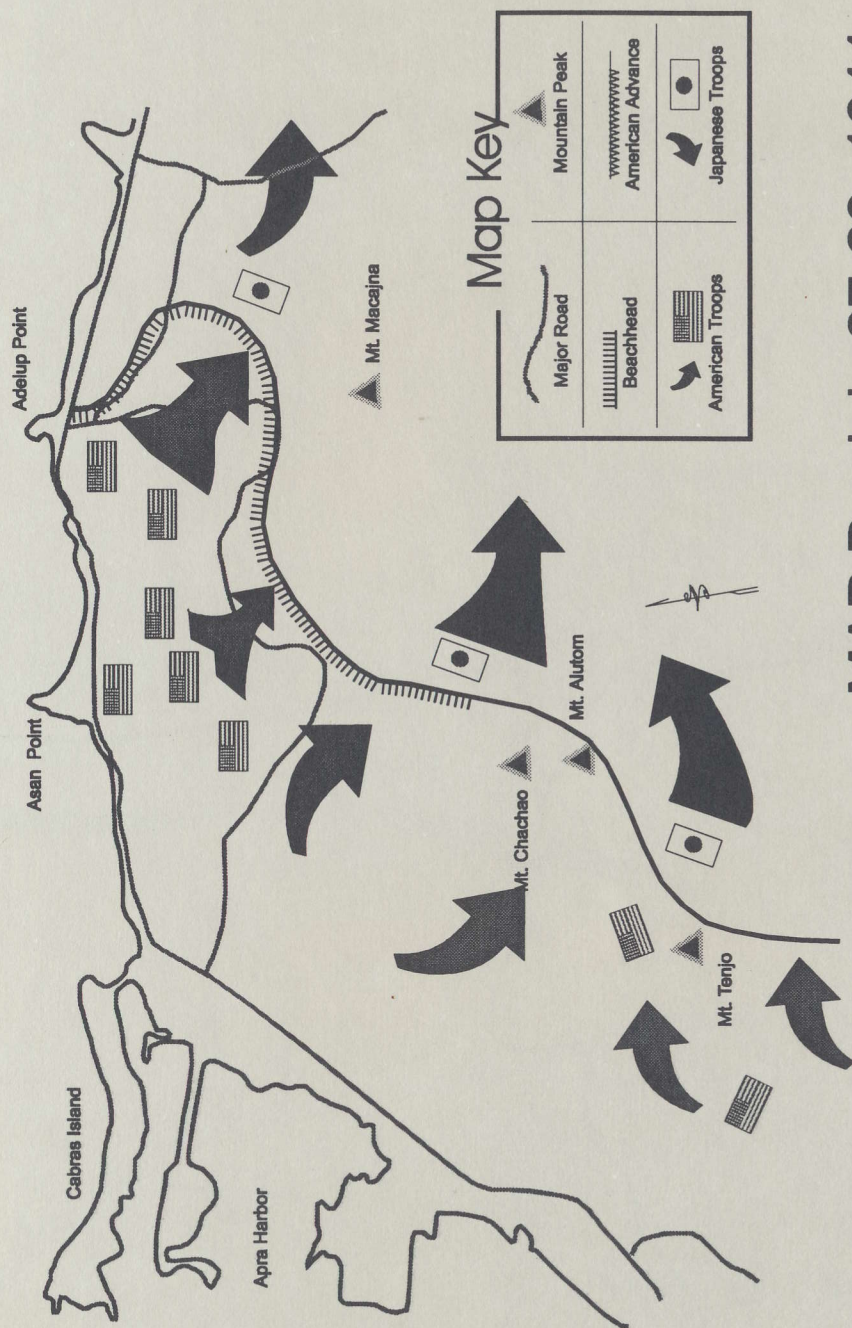 Cabras Island
Asan Point
Adelup Point
Apra Harbor
Mt. Macajna
Mt. Chachao
Mt. Alutom
Mt. Tenjo
Map Key
Major Road
Mountain Peak
Beachhead
American Advance
American Troops
Japanese Troops